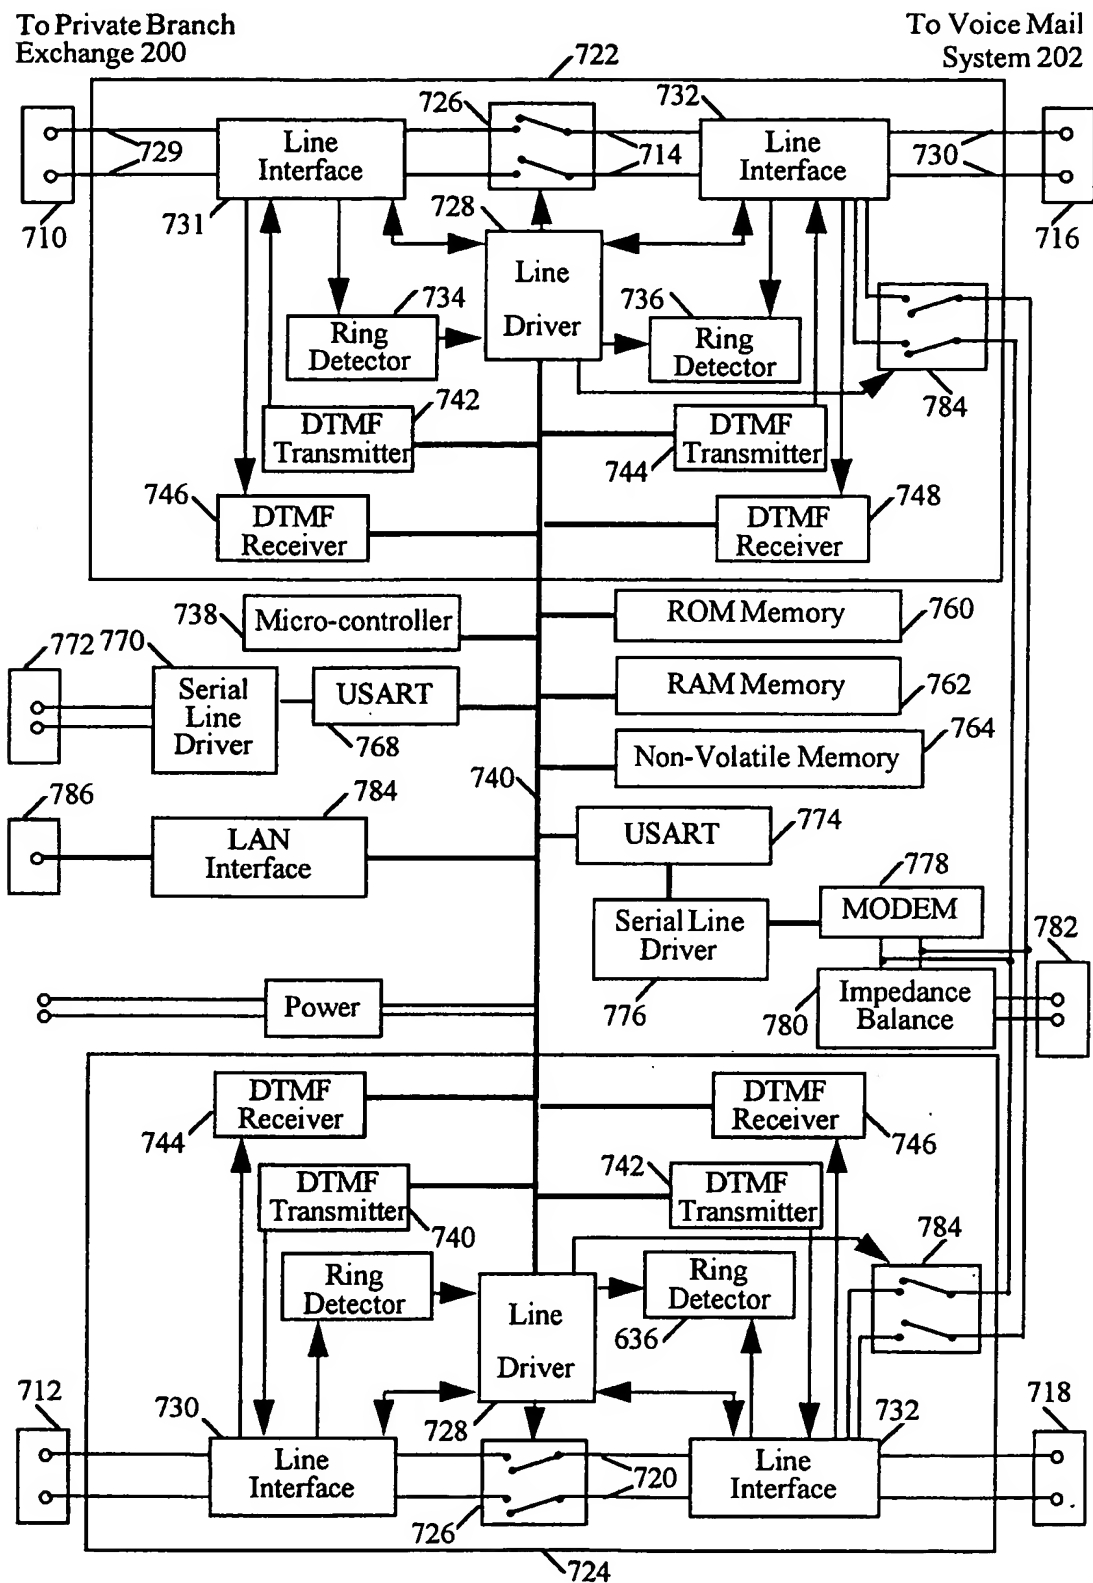 To Private Branch
Exchange 200
To Voice Mail
System 202
722
726
732
Line
Interface
729
714
Line
Interface
730
710
731
728
716
Line
Driver
734
736
Ring
Detector
Ring
Detector
784
742
DTMF
Transmitter
DTMF
Transmitter
744
746
748
DTMF
Receiver
DTMF
Receiver
738
Micro-controller
ROM Memory
760
772
770
Serial
Line
Driver
USART
768
RAM Memory
762
764
Non-Volatile Memory
740
786
784
LAN
Interface
USART
774
778
MODEM
Serial Line
Driver
776
782
Power
780
Impedance
Balance
DTMF
Receiver
744
DTMF
Receiver
746
742
DTMF
Transmitter
740
DTMF
Transmitter
784
Ring
Detector
Line
Driver
Ring
Detector
636
712
730
728
732
718
Line
Interface
720
Line
Interface
726
724